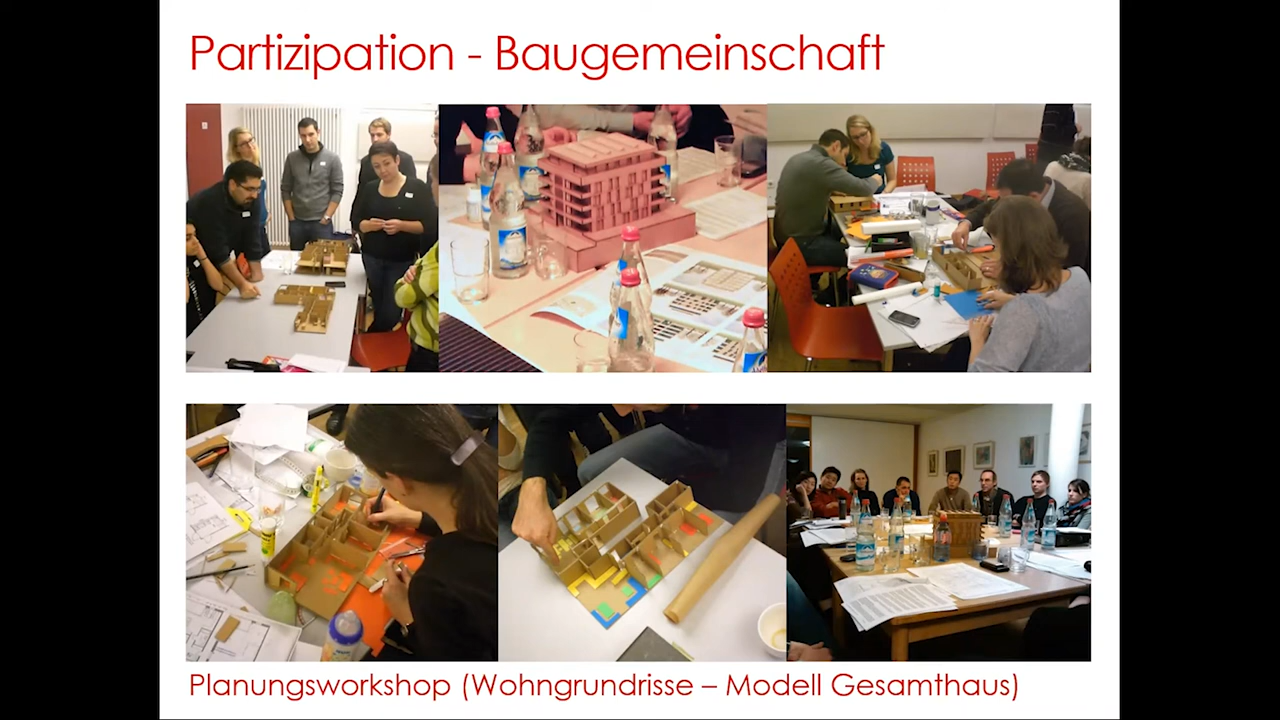 Partizipation - Baugemeinschaft
Planungsworkshop (Wohngrundrisse – Modell Gesamthaus)